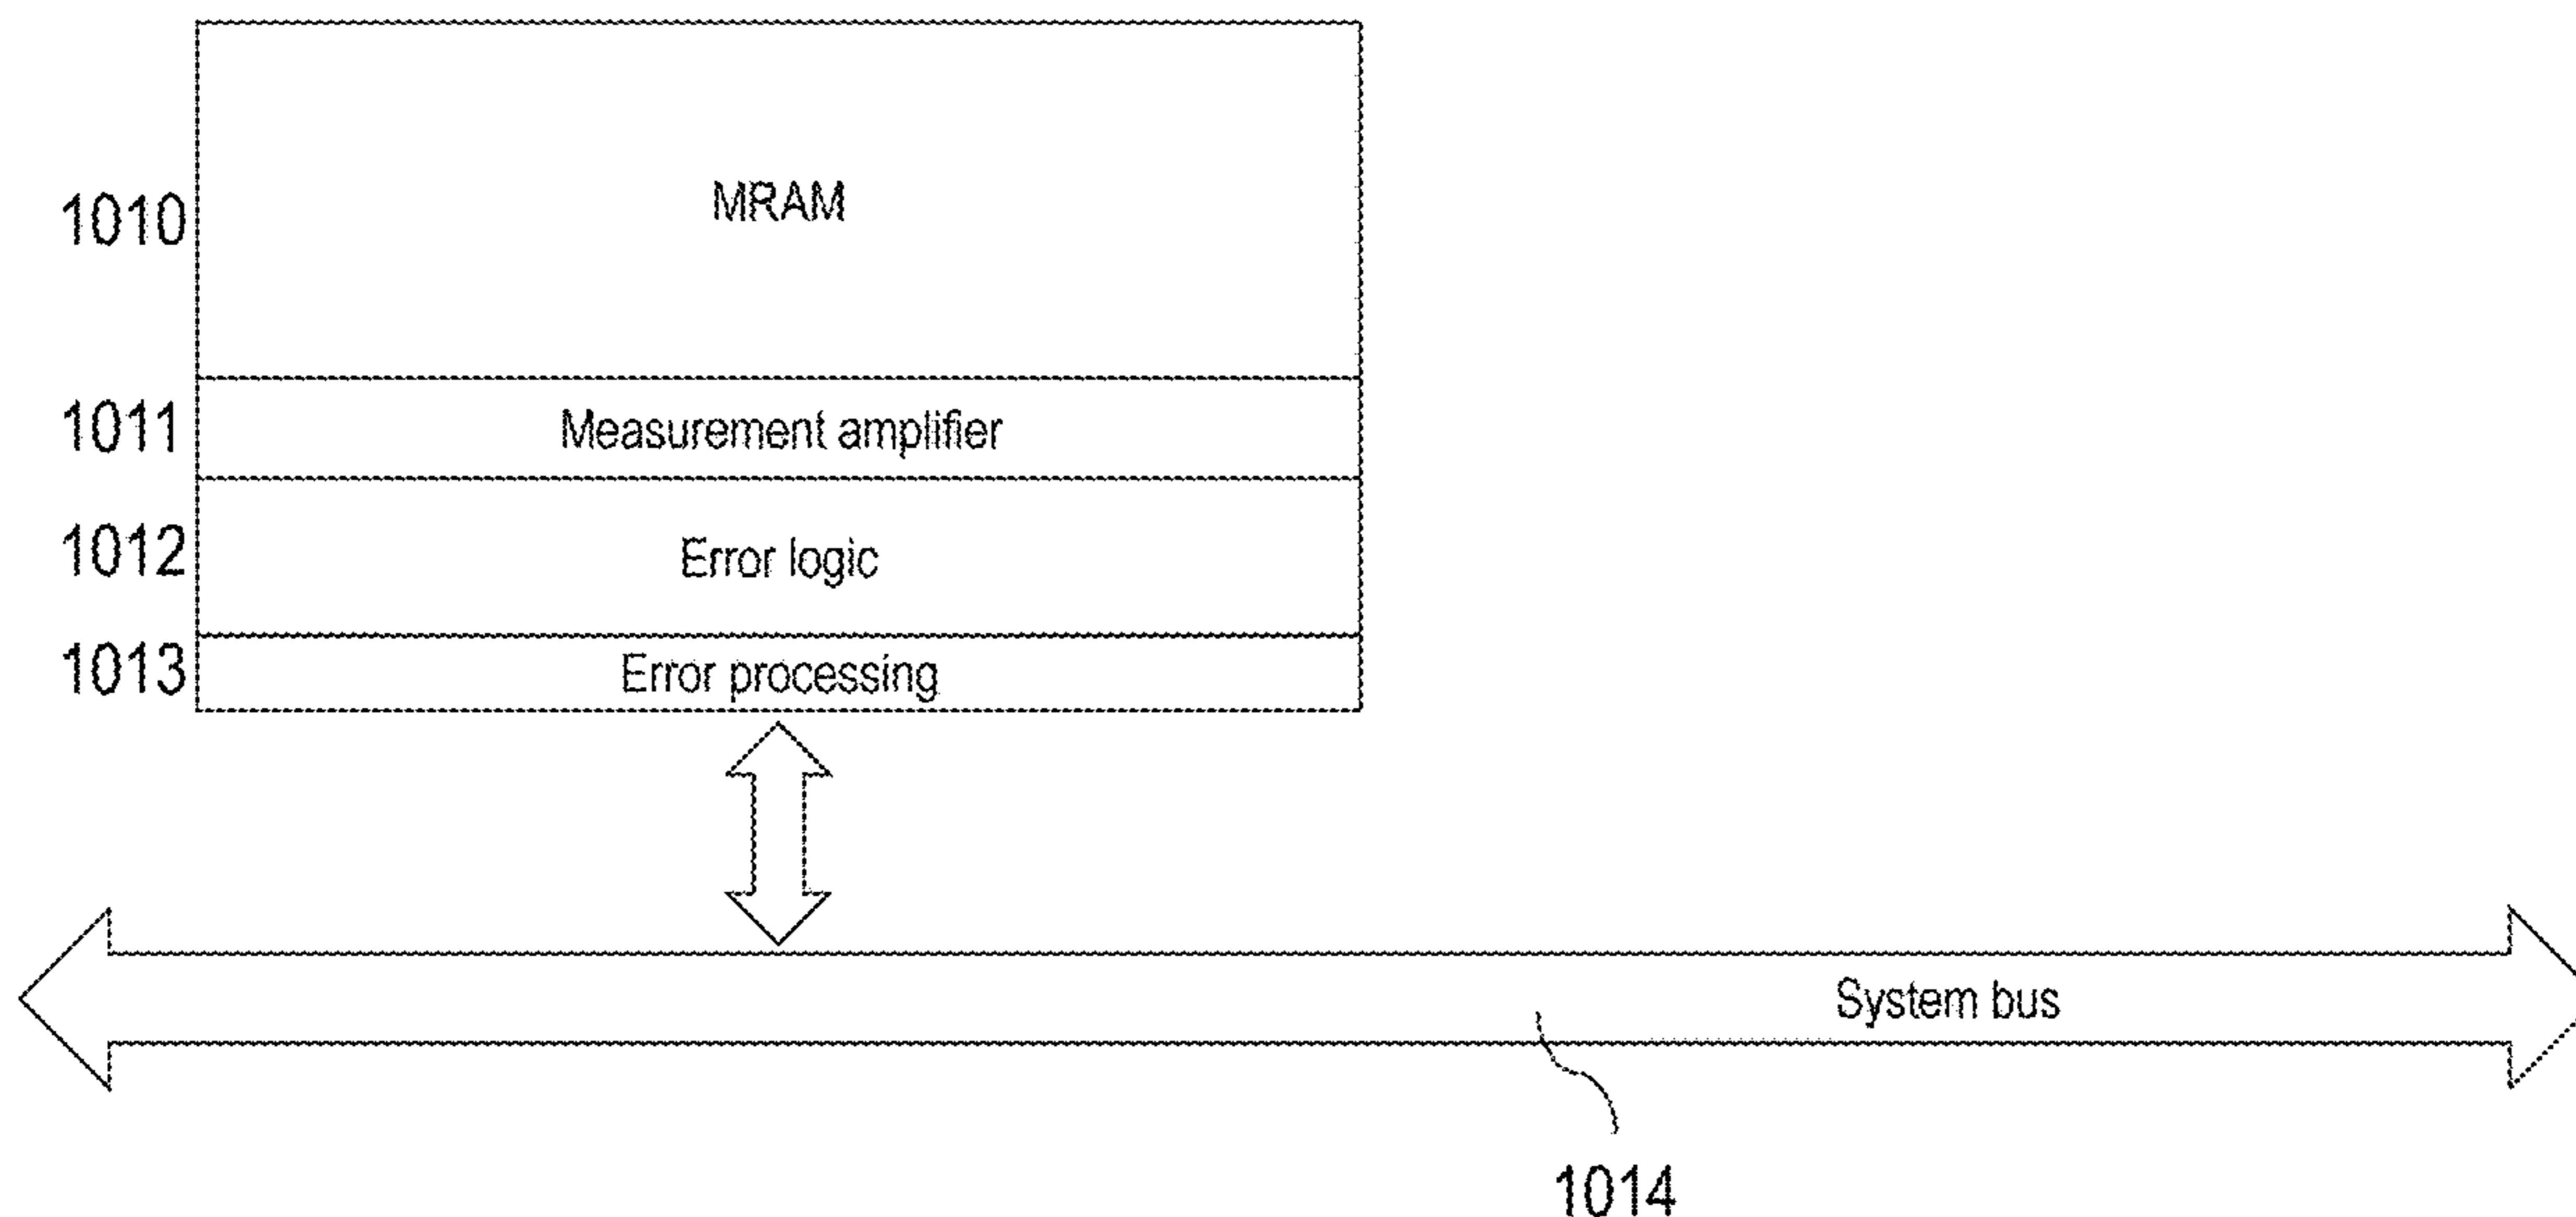 1010
MRAM
1011
Measurement amplifier
1012
Error logic
1013
Error processing
System bus
1014